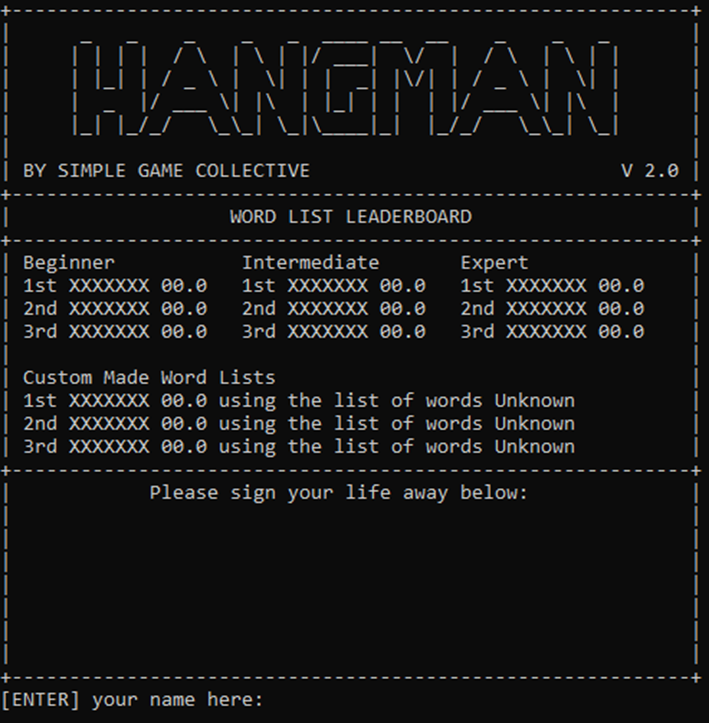 HANGMAN
BY SIMPLE GAME COLLECTIVE V 2.0
WORD LIST LEADERBOARD
Beginner Intermediate Expert
1st XXXXXXX 00.0 1st XXXXXXX 00.0 1st XXXXXXX 00.0
2nd XXXXXXX 00.0 2nd XXXXXXX 00.0 2nd XXXXXXX 00.0
3rd XXXXXXX 00.0 3rd XXXXXXX 00.0 3rd XXXXXXX 00.0
Custom Made Word Lists
1st XXXXXXX 00.0 using the list of words Unknown
2nd XXXXXXX 00.0 using the list of words Unknown
3rd XXXXXXX 00.0 using the list of words Unknown
Please sign your life away below:
[ENTER] your name here: